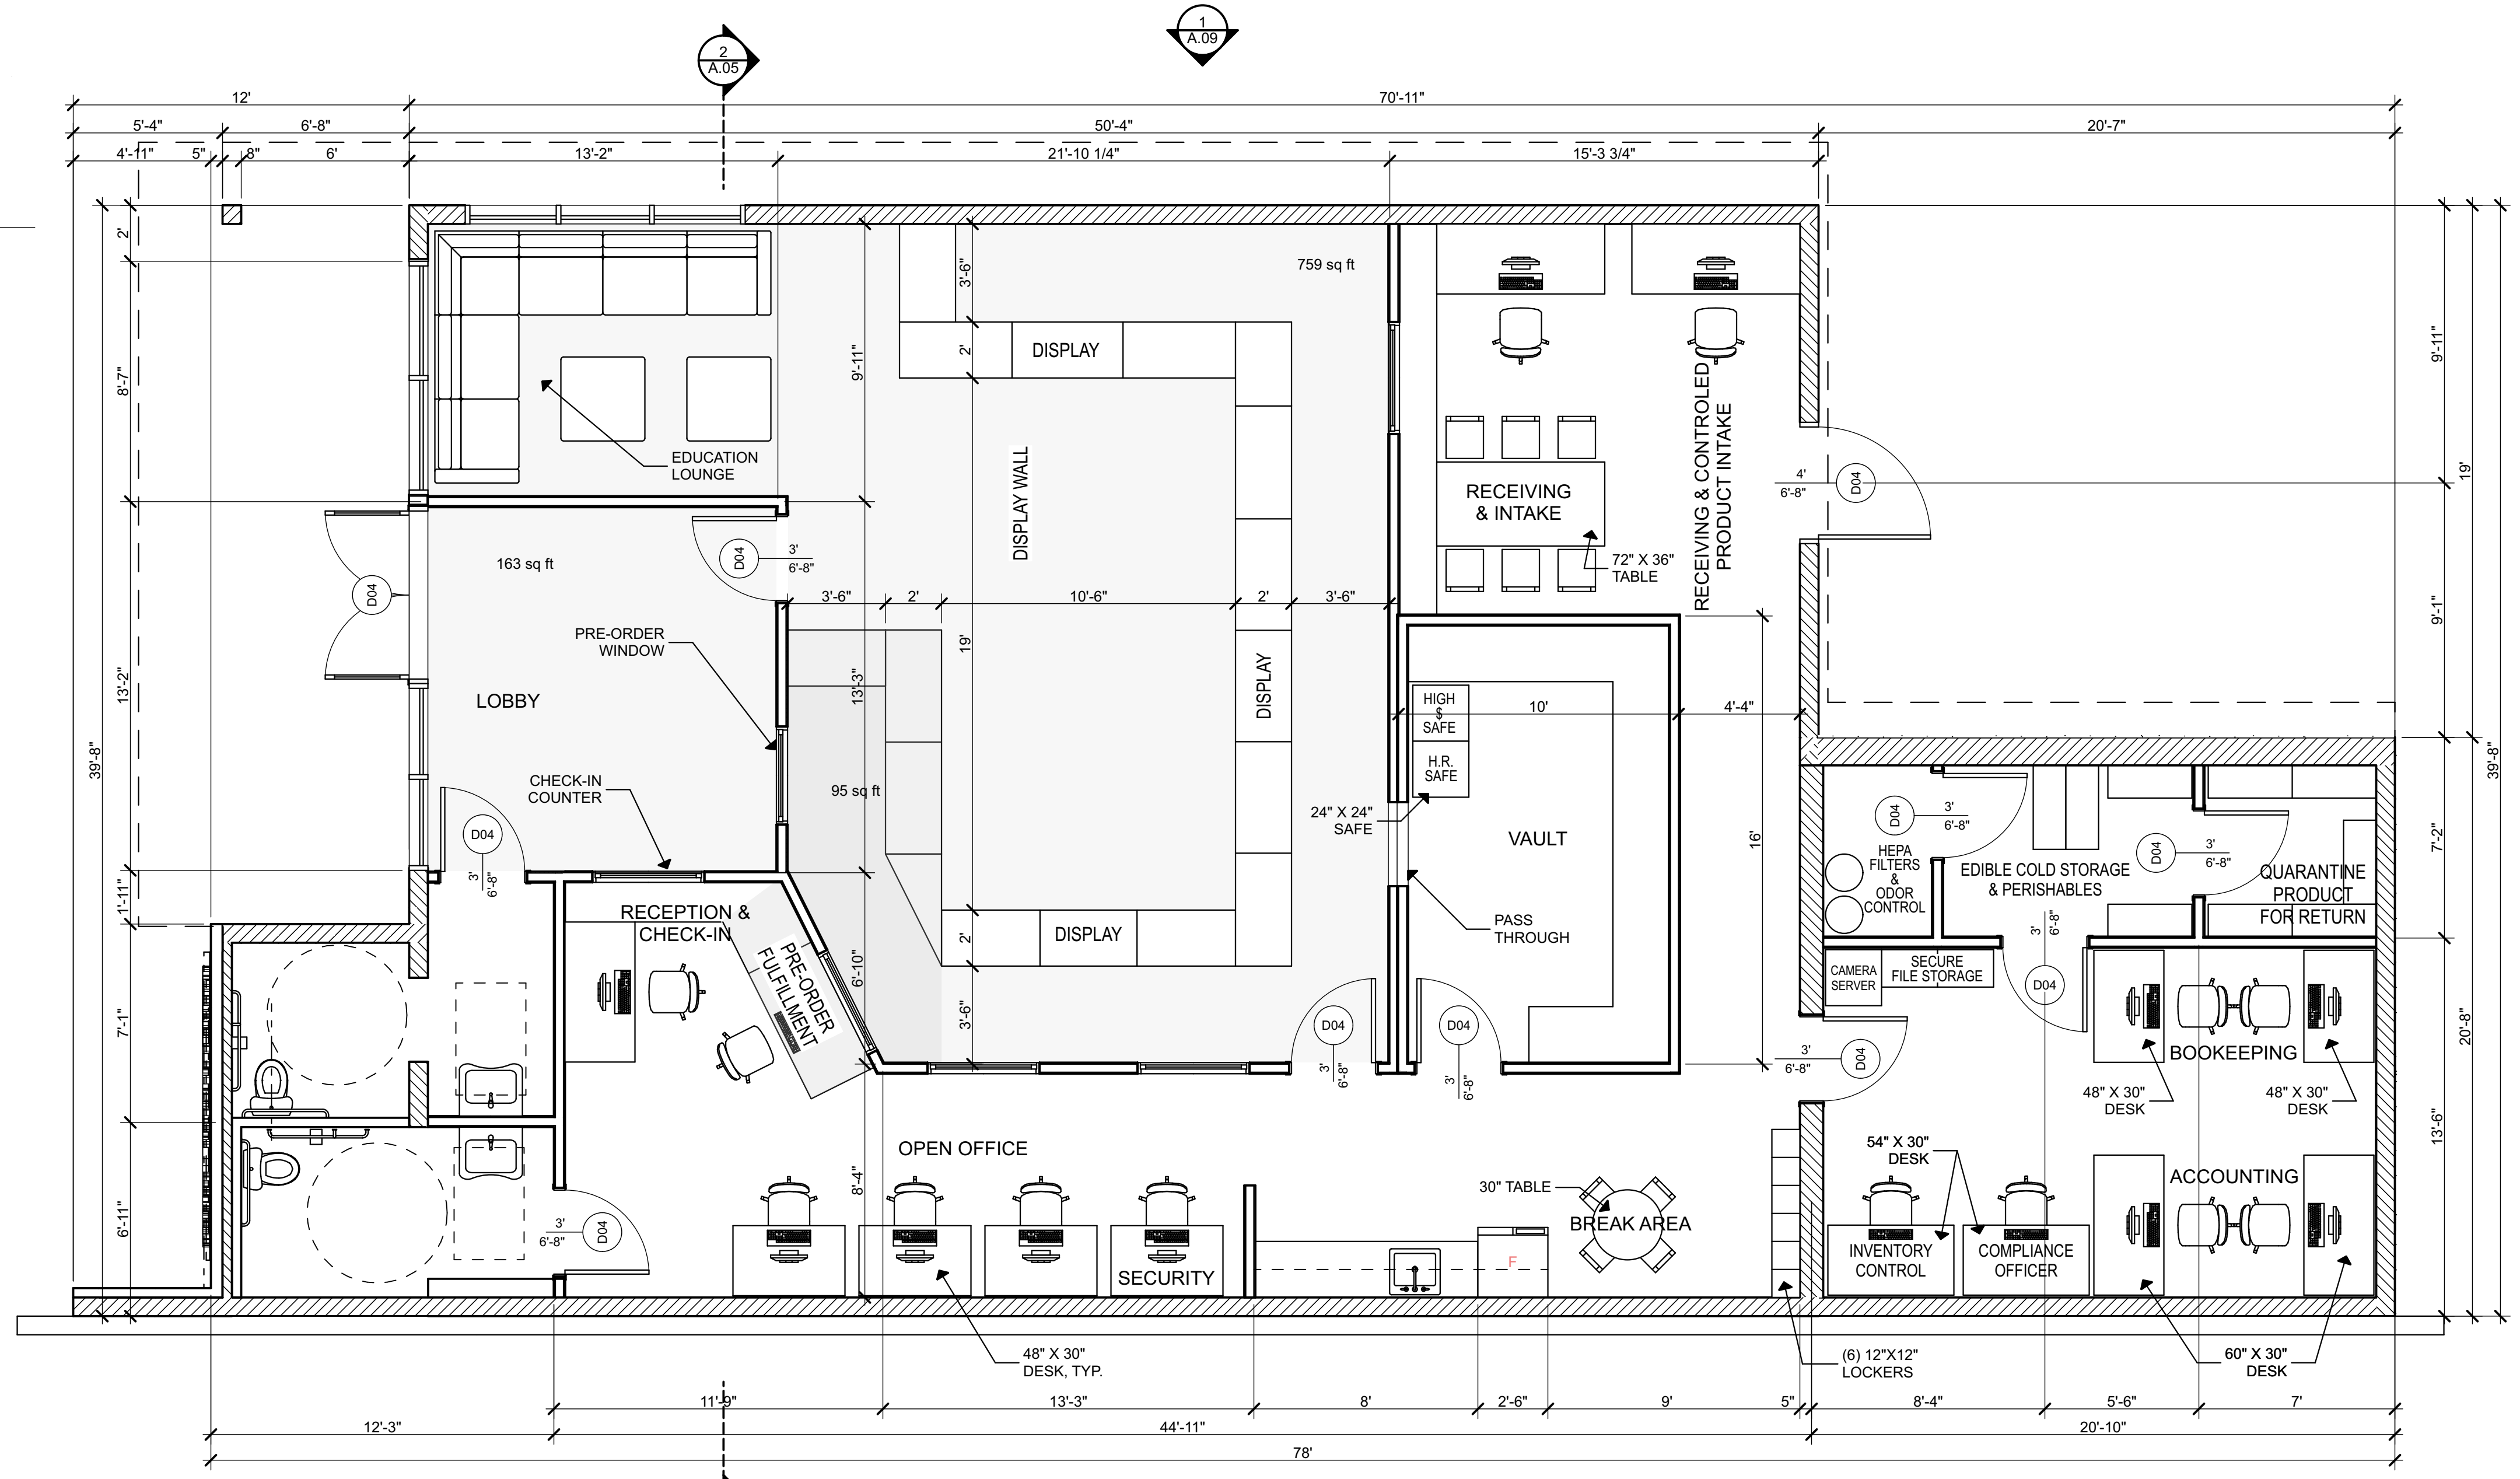 1
A.09
2
A.05
12'
70'-11"
5'-4"
6'-8"
50'-4"
20'-7"
4'-11"
5"
8"
6'
13'-2"
21'-10 1/4"
15'-3 3/4"
2'
8'-7"
13'-2"
39'-8"
1'-11"
7'-1"
6'-11"
EDUCATION
LOUNGE
163 sq ft
D04
3'
6'-8"
D04
PRE-ORDER
WINDOW
LOBBY
CHECK-IN
COUNTER
D04
3'
6'-8"
9'-11"
3'-6"
2'
DISPLAY
759 sq ft
DISPLAY WALL
3'-6"
2'
10'-6"
2'
3'-6"
19'
13'-3"
DISPLAY
95 sq ft
2'
DISPLAY
6'-10"
3'-6"
RECEIVING
& INTAKE
RECEIVING & CONTROLED
PRODUCT INTAKE
72" X 36"
TABLE
4'
6'-8"
D04
9'-11"
19'
9'-1"
39'-8"
7'-2"
20'-8"
13'-6"
HIGH
$
SAFE
H.R.
SAFE
10'
4'-4"
24" X 24"
SAFE
VAULT
16'
PASS
THROUGH
D04
3'
6'-8"
D04
3'
6'-8"
D04
3'
6'-8"
HEPA
FILTERS
&
ODOR
CONTROL
EDIBLE COLD STORAGE
& PERISHABLES
D04
3'
6'-8"
QUARANTINE
PRODUCT
FOR RETURN
3'
6'-8"
D04
CAMERA
SERVER
SECURE
FILE STORAGE
3'
6'-8"
D04
BOOKEEPING
48" X 30"
DESK
48" X 30"
DESK
54" X 30"
DESK
ACCOUNTING
INVENTORY
CONTROL
COMPLIANCE
OFFICER
RECEPTION &
CHECK-IN
PRE-ORDER
FULFILLMENT
OPEN OFFICE
8'-4"
3'
6'-8"
D04
SECURITY
30" TABLE
BREAK AREA
F
48" X 30"
DESK, TYP.
(6) 12"X12"
LOCKERS
60" X 30"
DESK
11'-9"
13'-3"
8'
2'-6"
9'
5"
8'-4"
5'-6"
7'
12'-3"
44'-11"
20'-10"
78'